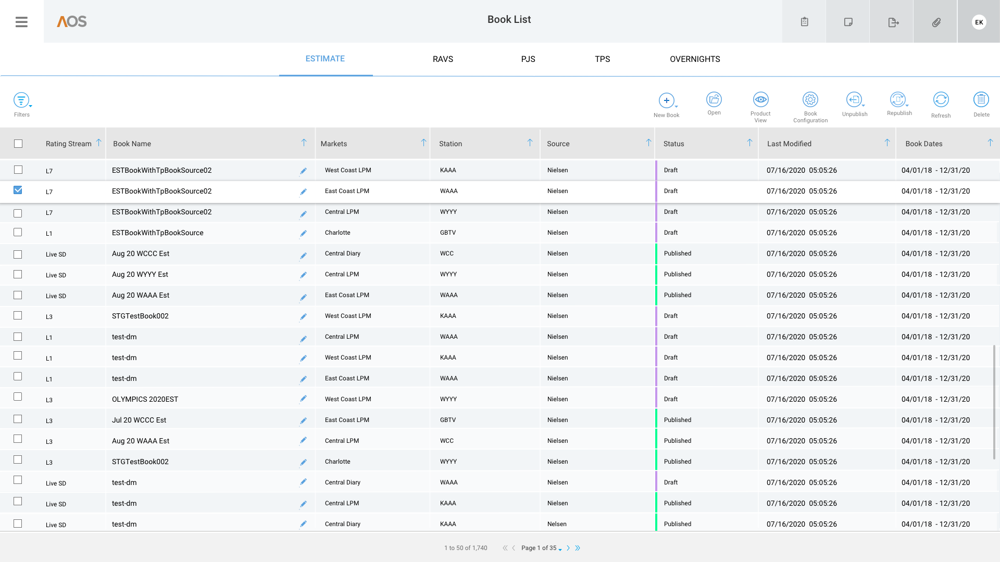 AOS
Book List
EK
ESTIMATE RAVS PJS TPS OVERNIGHTS
Filters New Book Open Product View Book Configuration Unpublish Republish Refresh Delete
Rating Stream Book Name Markets Station Source Status Last Modified Book Dates
L7 ESTBookWithTpBookSource02 West Coast LPM KAAA Nielsen Draft 07/16/2020 05:05:26 04/01/18 - 12/31/20
L7 ESTBookWithTpBookSource02 East Coast LPM WAAA Nielsen Draft 07/16/2020 05:05:26 04/01/18 - 12/31/20
L7 ESTBookWithTpBookSource02 Central LPM WYYY Nielsen Draft 07/16/2020 05:05:26 04/01/18 - 12/31/20
L1 ESTBookWithTpBookSource Charlotte GBTV Nielsen Draft 07/16/2020 05:05:26 04/01/18 - 12/31/20
Live SD Aug 20 WCCC Est Central Diary WCC Nielsen Published 07/16/2020 05:05:26 04/01/18 - 12/31/20
Live SD Aug 20 WYYY Est Central LPM WYYY Nielsen Published 07/16/2020 05:05:26 04/01/18 - 12/31/20
Live SD Aug 20 WAAA Est East Cosat LPM WAAA Nielsen Published 07/16/2020 05:05:26 04/01/18 - 12/31/20
L3 STGTestBook002 West Coast LPM KAAA Nielsen Draft 07/16/2020 05:05:26 04/01/18 - 12/31/20
L1 test-dm Central LPM WAAA Nielsen Draft 07/16/2020 05:05:26 04/01/18 - 12/31/20
L1 test-dm West Coast LPM KAAA Nielsen Draft 07/16/2020 05:05:26 04/01/18 - 12/31/20
L1 test-dm East Coast LPM WAAA Nielsen Draft 07/16/2020 05:05:26 04/01/18 - 12/31/20
L3 OLYMPICS 2020EST West Coast LPM WYYY Nielsen Draft 07/16/2020 05:05:26 04/01/18 - 12/31/20
L3 Jul 20 WCCC Est East Coast LPM GBTV Nielsen Published 07/16/2020 05:05:26 04/01/18 - 12/31/20
L3 Aug 20 WAAA Est Central LPM WCC Nielsen Published 07/16/2020 05:05:26 04/01/18 - 12/31/20
L3 STGTestBook002 Charlotte WYYY Nielsen Published 07/16/2020 05:05:26 04/01/18 - 12/31/20
Live SD test-dm Central Diary WAAA Nielsen Draft 07/16/2020 05:05:26 04/01/18 - 12/31/20
Live SD test-dm Central LPM KAAA Nielsen Published 07/16/2020 05:05:26 04/01/18 - 12/31/20
Live SD test-dm Central Diary KAAA Nelsen Published 07/16/2020 05:05:26 04/01/18 - 12/31/20
1 to 50 of 1,740 Page 1 of 35